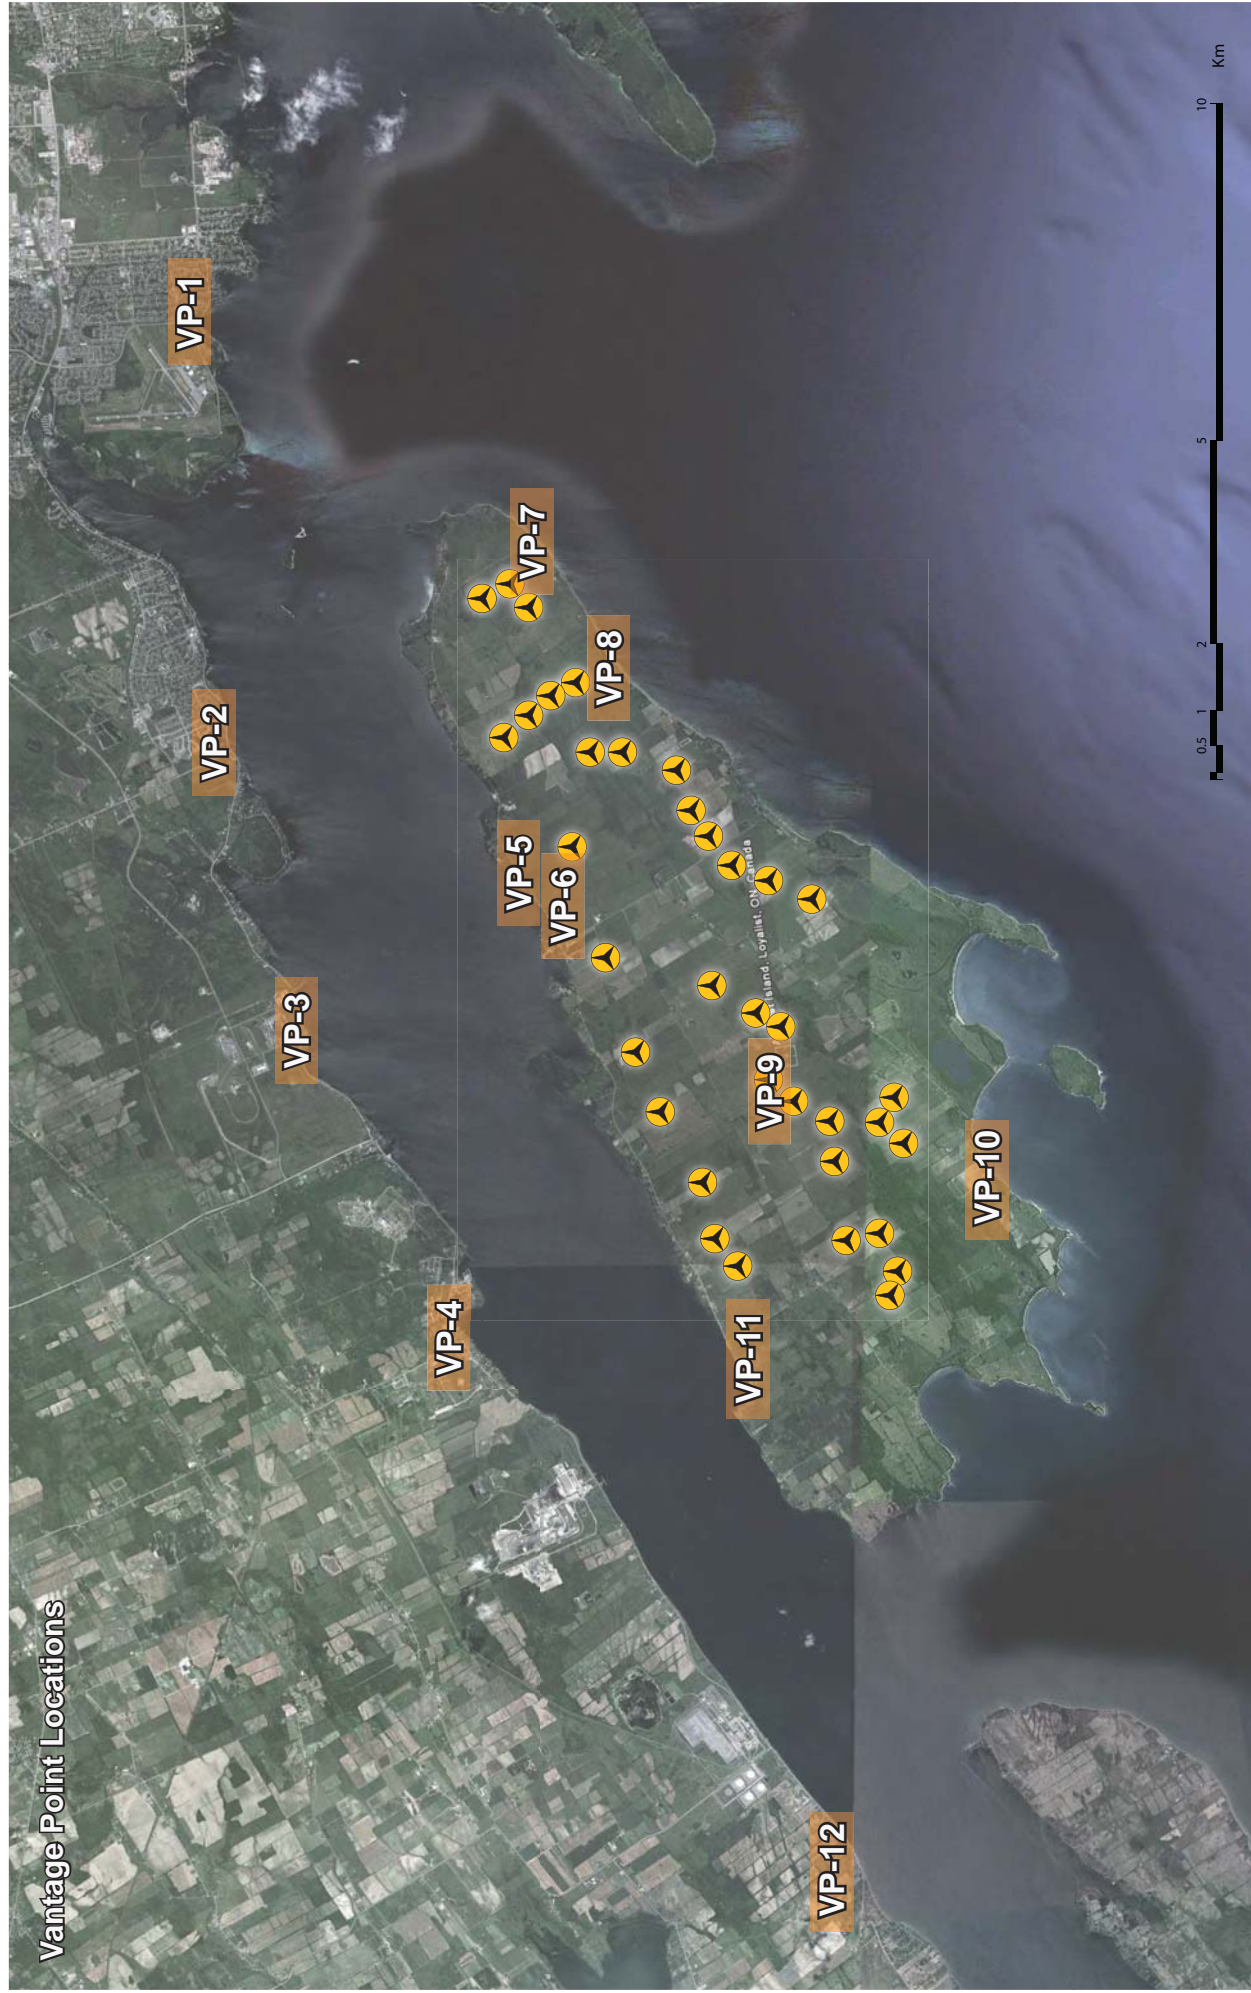 Vantage Point Locations
VP-1
VP-2
VP-3
VP-4
VP-5
VP-6
VP-7
VP-8
VP-9
VP-10
VP-11
VP-12
Island, Loyalist, ON, Canada
0.5 1 2 5 10 Km